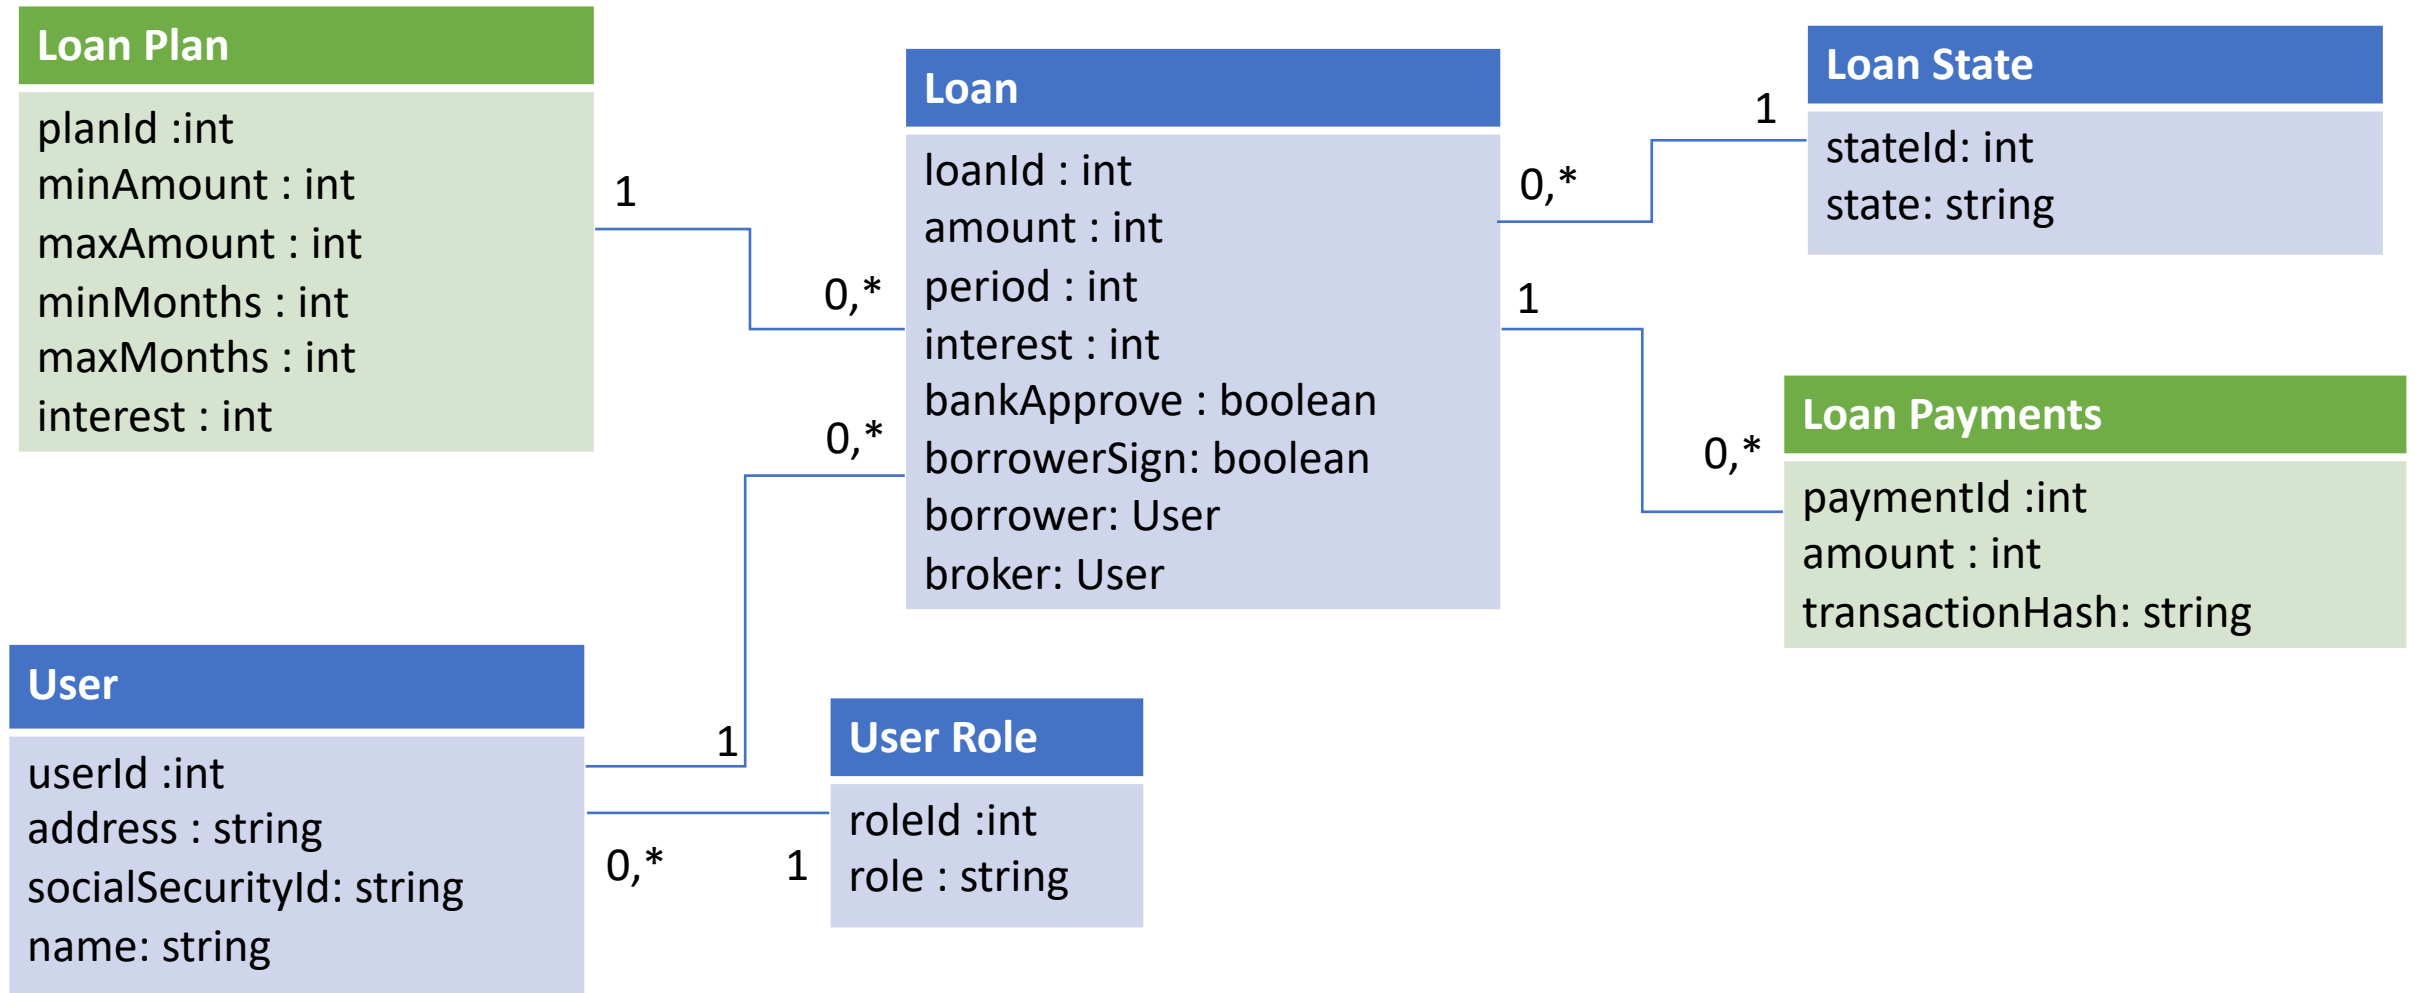 Loan Plan
planId :int
minAmount : int
maxAmount : int
minMonths : int
maxMonths : int
interest : int
1
0,*
Loan
loanId : int
amount : int
period : int
interest : int
bankApprove : boolean
borrowerSign: boolean
borrower: User
broker: User
0,*
1
Loan State
stateId: int
state: string
1
0,*
Loan Payments
paymentId :int
amount : int
transactionHash: string
0,*
1
User
userId :int
address : string
socialSecurityId: string
name: string
0,*
1
User Role
roleId :int
role : string